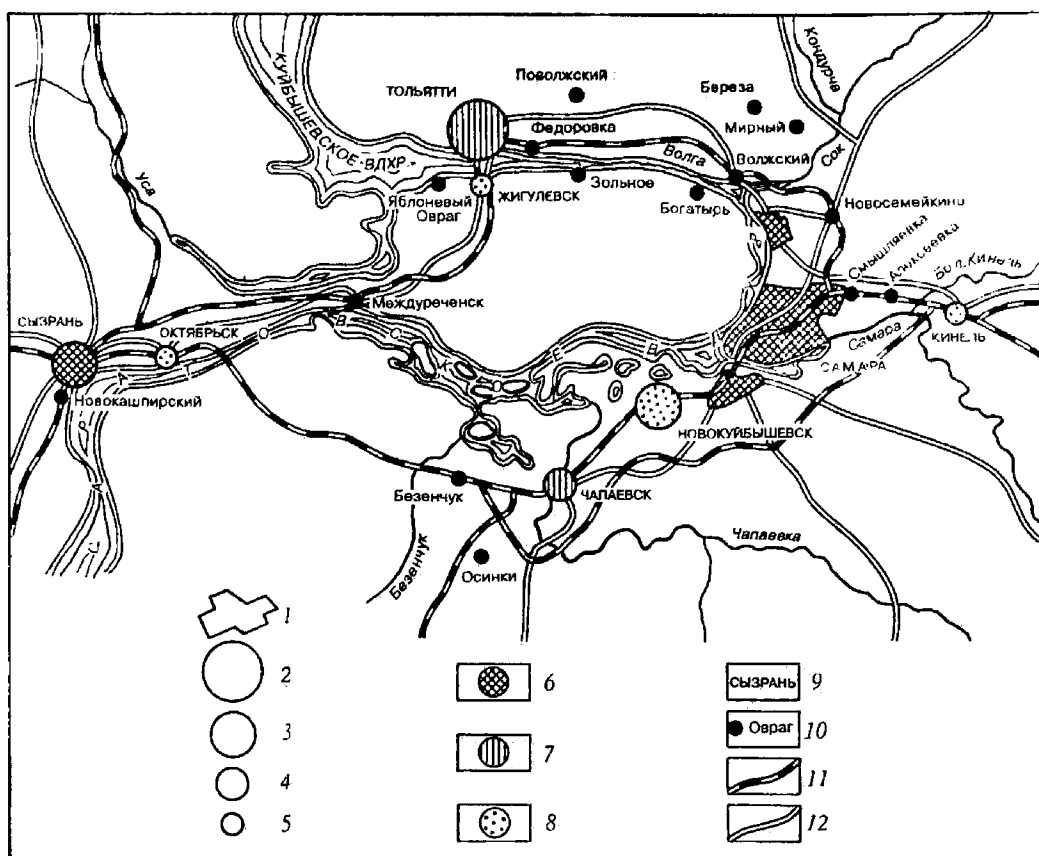 Кондурча
КУЙБЫШЕВСКОЕ ВДХР.
ТОЛЬЯТТИ
Поволжский
Береза
Мирный
Федоровка
Волга
Волжский
Сок
Уса
Яблоневый
Овраг
ЖИГУЛЕВСК
Зольное
Богатырь
Новосемейкино
Смышляевка
Алексеевка
Бол. Кинель
Междуреченск
СЫЗРАНЬ
ОКТЯБРЬСК
Самара
КИНЕЛЬ
САМАРА
Новокашпирский
НОВОКУЙБЫШЕВСК
Безенчук
ЧАПАЕВСК
Чапаевка
Безенчук
Осинки
1
2
3
4
5
6
7
8
СЫЗРАНЬ 9
Овраг 10
11
12